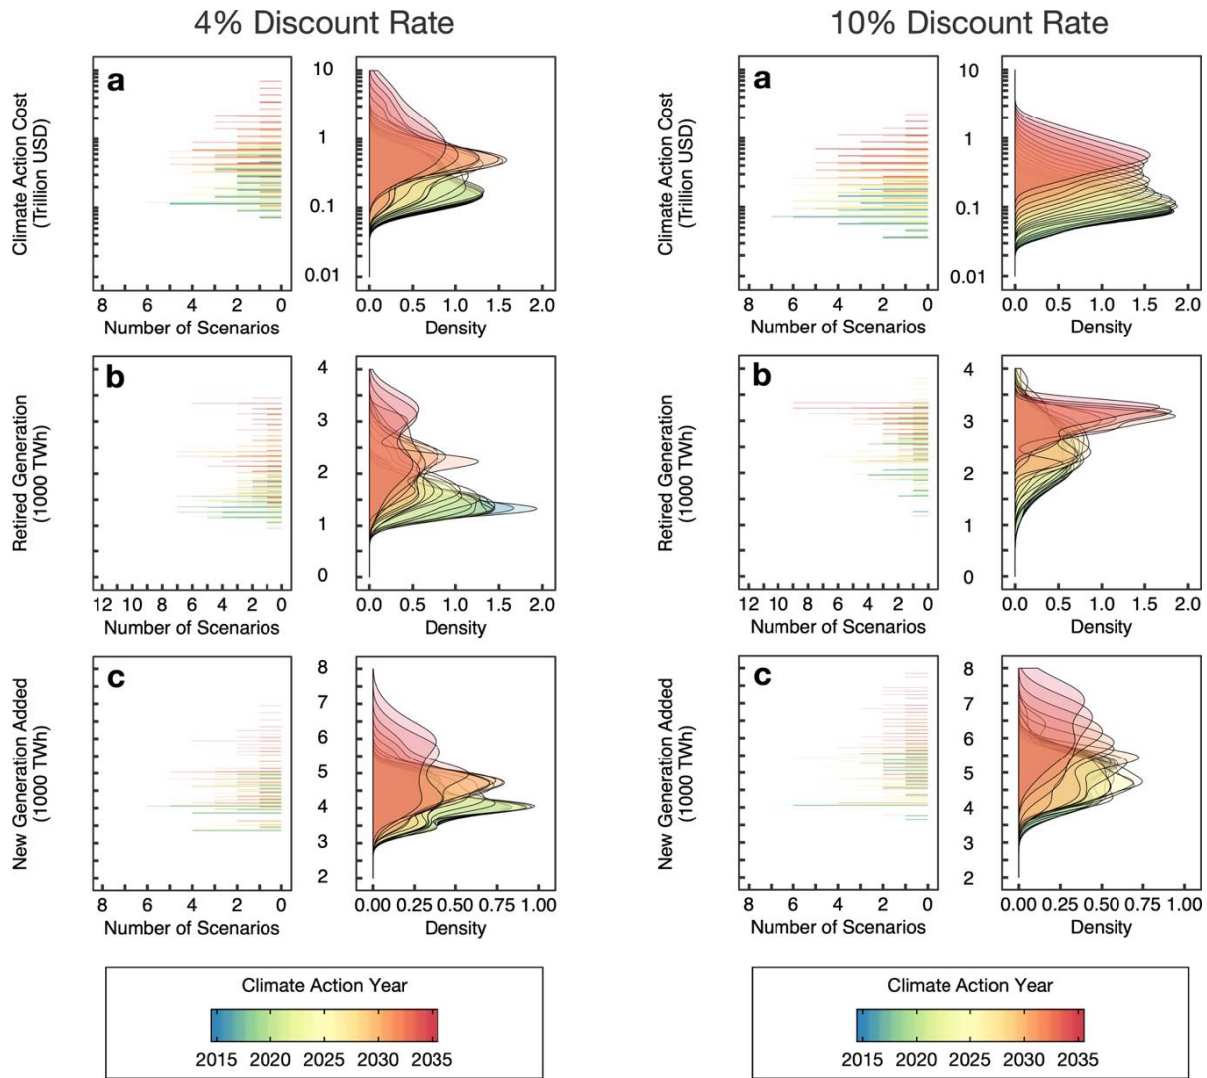 4% Discount Rate
10% Discount Rate
a
Climate Action Cost
(Trillion USD)
10
1
0.1
0.01
8 6 4 2 0
Number of Scenarios
0.0 0.5 1.0 1.5 2.0
Density
a
Climate Action Cost
(Trillion USD)
10
1
0.1
0.01
8 6 4 2 0
Number of Scenarios
0.0 0.5 1.0 1.5 2.0
Density
b
Retired Generation
(1000 TWh)
4
3
2
1
0
12 10 8 6 4 2 0
Number of Scenarios
0.0 0.5 1.0 1.5 2.0
Density
b
Retired Generation
(1000 TWh)
4
3
2
1
0
12 10 8 6 4 2 0
Number of Scenarios
0.0 0.5 1.0 1.5 2.0
Density
c
New Generation Added
(1000 TWh)
8
7
6
5
4
3
2
8 6 4 2 0
Number of Scenarios
0.00 0.25 0.50 0.75 1.00
Density
c
New Generation Added
(1000 TWh)
8
7
6
5
4
3
2
8 6 4 2 0
Number of Scenarios
0.00 0.25 0.50 0.75 1.00
Density
Climate Action Year
2015 2020 2025 2030 2035
Climate Action Year
2015 2020 2025 2030 2035